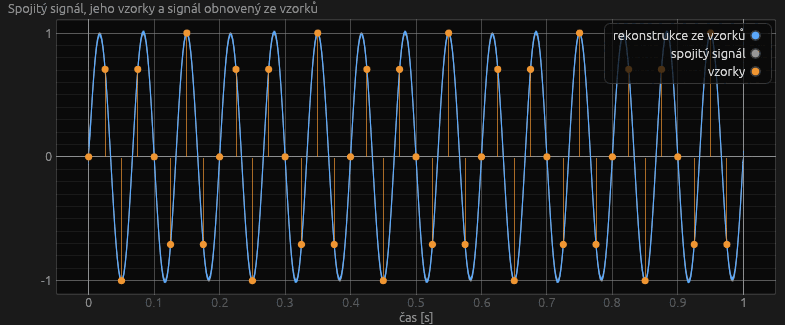 Spojitý signál, jeho vzorky a signál obnovený ze vzorků
rekonstrukce ze vzorků
spojitý signál
vzorky
1
0
-1
0 0.1 0.2 0.3 0.4 0.5 0.6 0.7 0.8 0.9 1
čas [s]